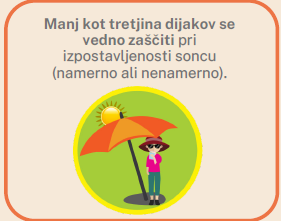 Manj kot tretjina dijakov se
vedno zaščiti pri
izpostavljenosti soncu
(namerno ali nenamerno).